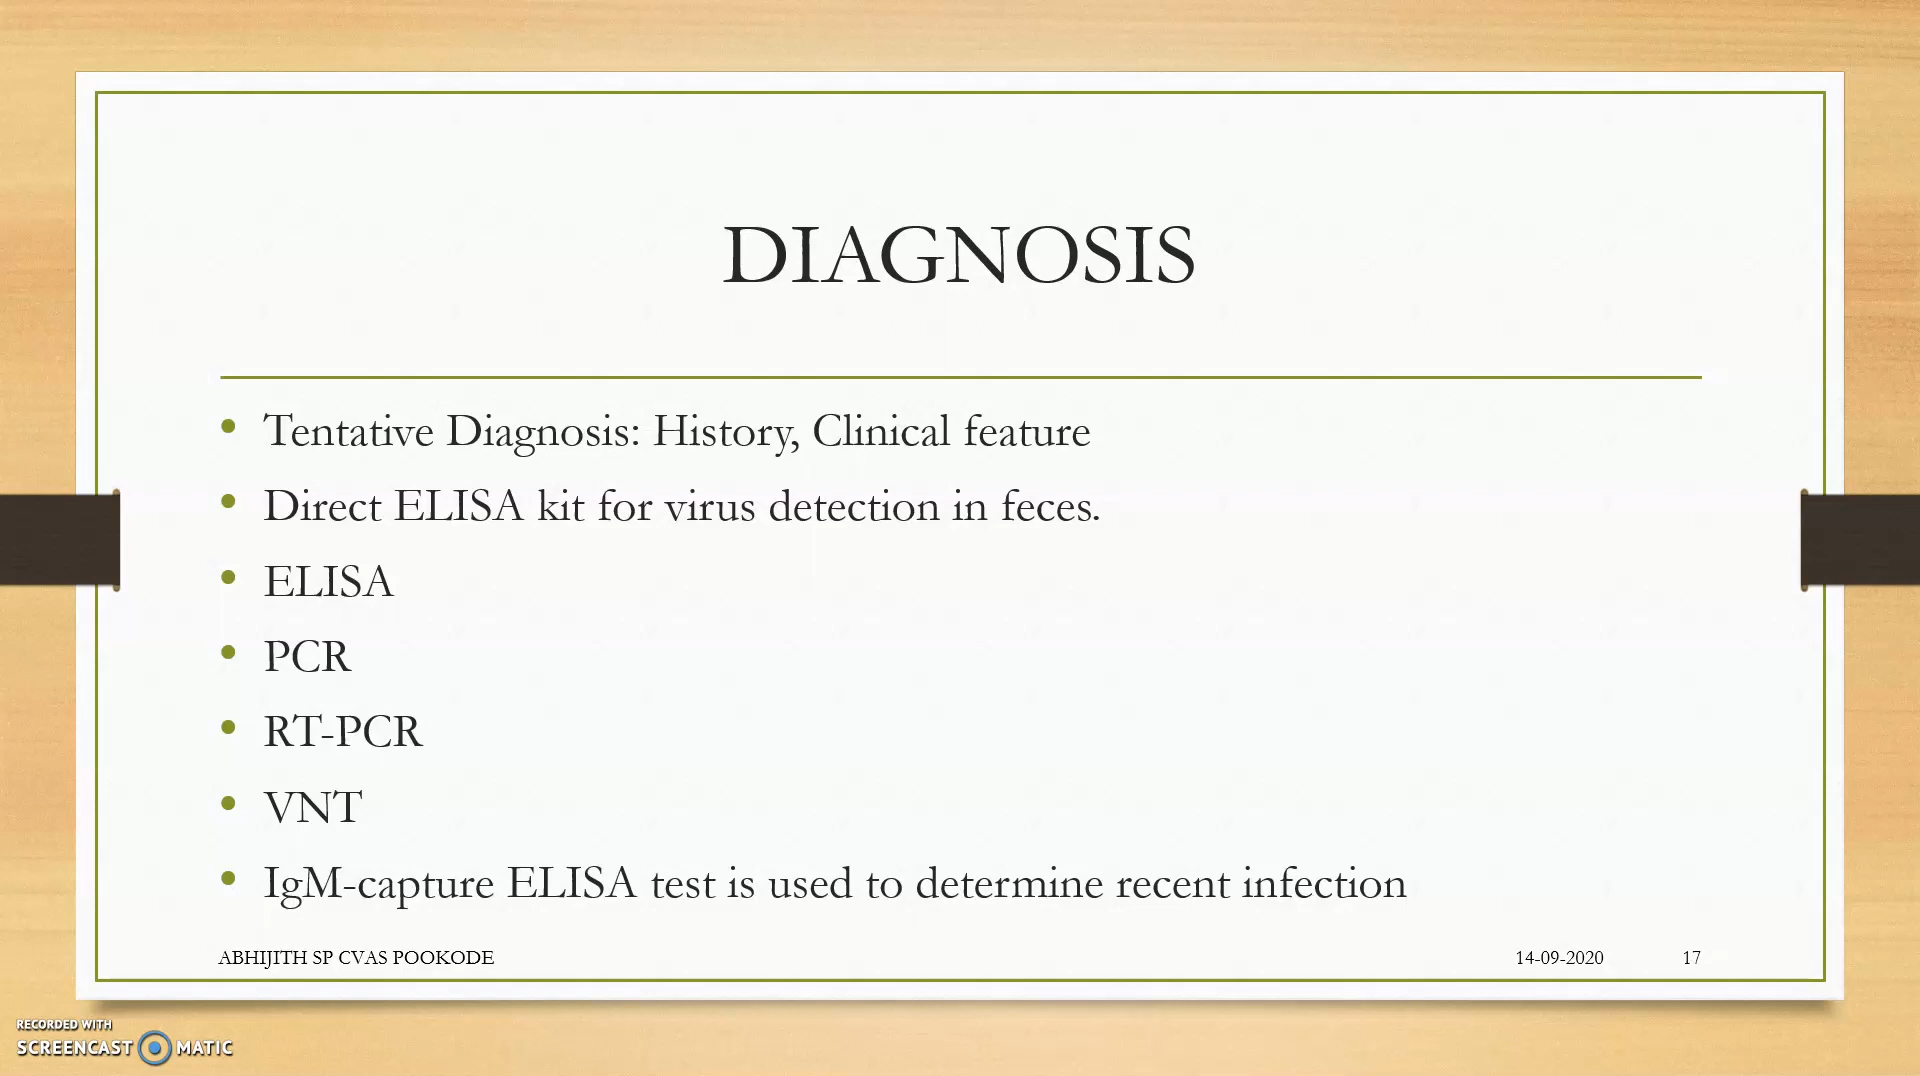 DIAGNOSIS
• Tentative Diagnosis: History, Clinical feature
• Direct ELISA kit for virus detection in feces.
• ELISA
• PCR
• RT-PCR
• VNT
• IgM-capture ELISA test is used to determine recent infection
ABHIJITH SP CVAS POOKODE 14-09-2020 17
RECORDED WITH
SCREENCAST MATIC